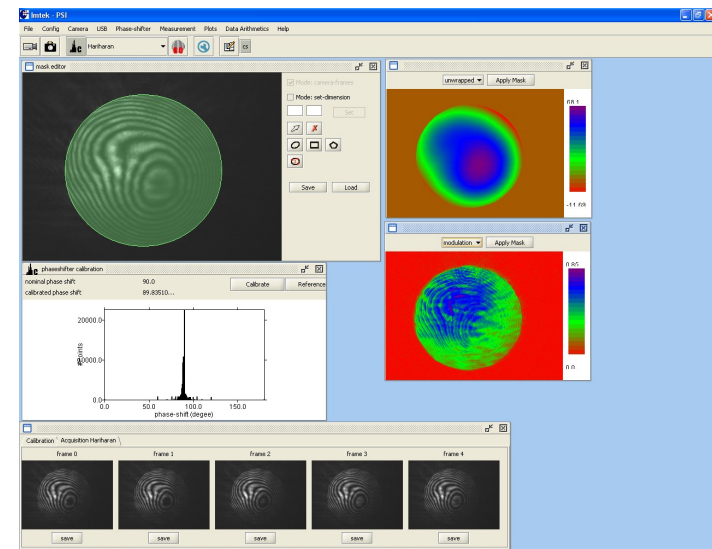 Imtek - PSI
File Config Camera USB Phase-shifter Measurement Plots Data Arithmetics Help
Hariharan
cs
mask editor
Mode: camera-frames
Mode: set-dimension
Set
Save Load
unwrapped Apply Mask
68.1
-11.69
modulation Apply Mask
0.85
0.0
phaseshifter calibration
nominal phase shift 90.0 Calibrate Reference
calibrated phase shift 89.83510...
20000.0
#points
0.0
0.0 50.0 100.0 150.0
phase-shift (degree)
Calibration Acquisition Hariharan
frame 0 frame 1 frame 2 frame 3 frame 4
save save save save save